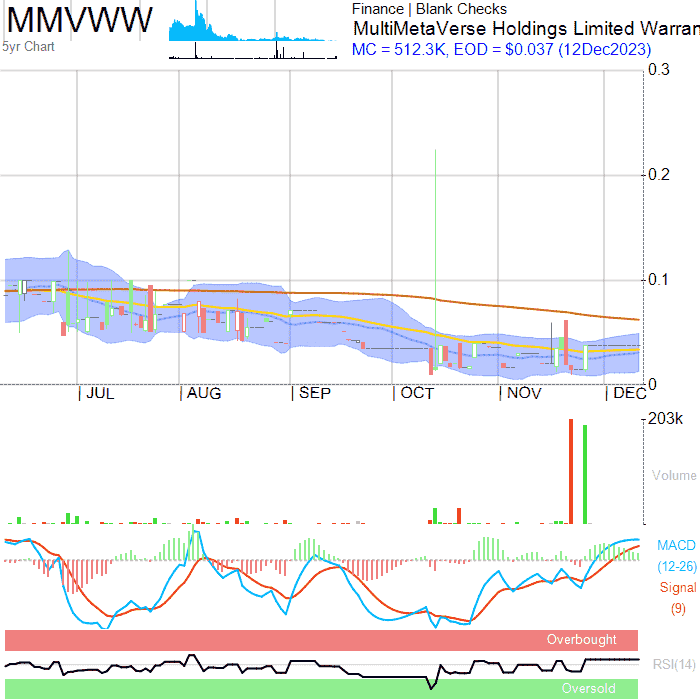 MMVWW
5yr Chart
Finance | Blank Checks
MultiMetaVerse Holdings Limited Warran
MC = 512.3K, EOD = $0.037 (12Dec2023)
0.3
0.2
0.1
0
| JUL | AUG | SEP | OCT | NOV | DEC
203k
Volume
MACD
(12-26)
Signal
(9)
Overbought
RSI(14)
Oversold